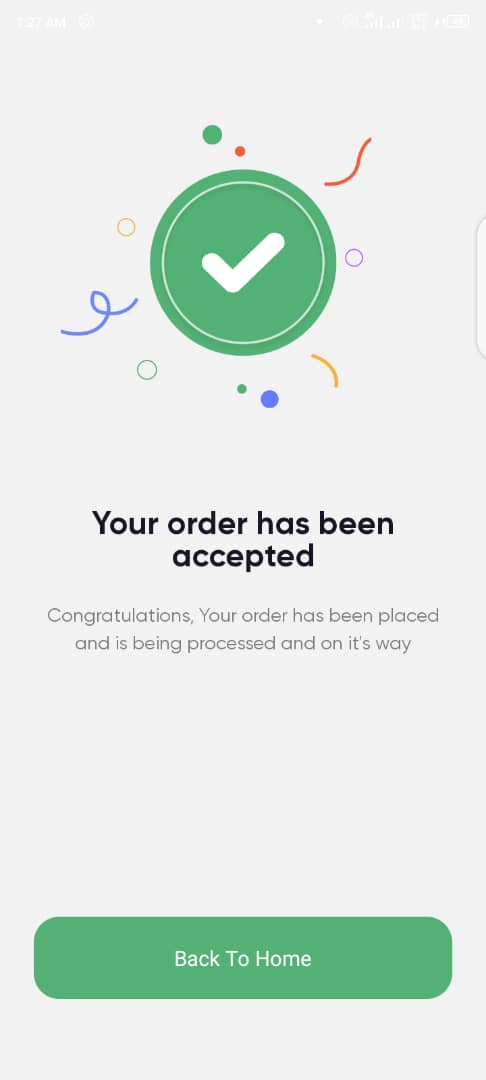 1:27 AM
Your order has been
accepted
Congratulations, Your order has been placed
and is being processed and on it's way
Back To Home